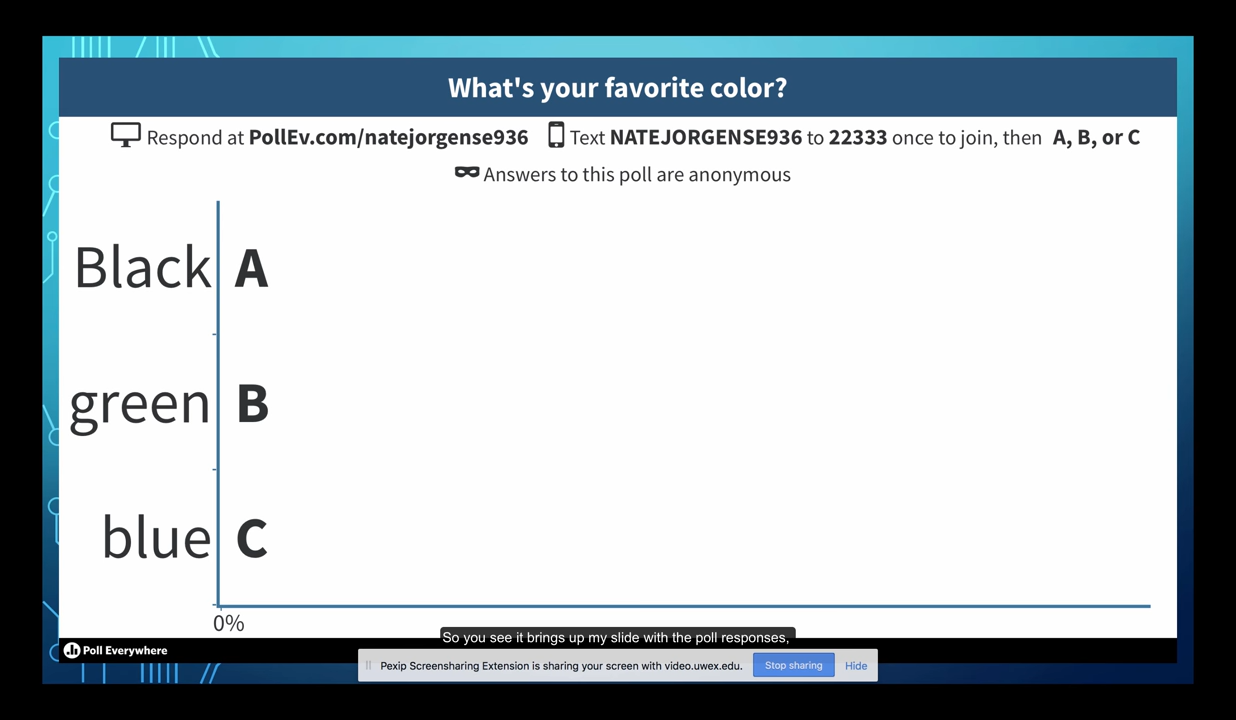 What's your favorite color?
Respond at PollEv.com/natejorgense936 Text NATEJORGENSE936 to 22333 once to join, then A, B, or C
Answers to this poll are anonymous
Black A
green B
blue C
0%
So you see it brings up my slide with the poll responses,
Poll Everywhere
Pexip Screensharing Extension is sharing your screen with video.uwex.edu. Stop sharing Hide